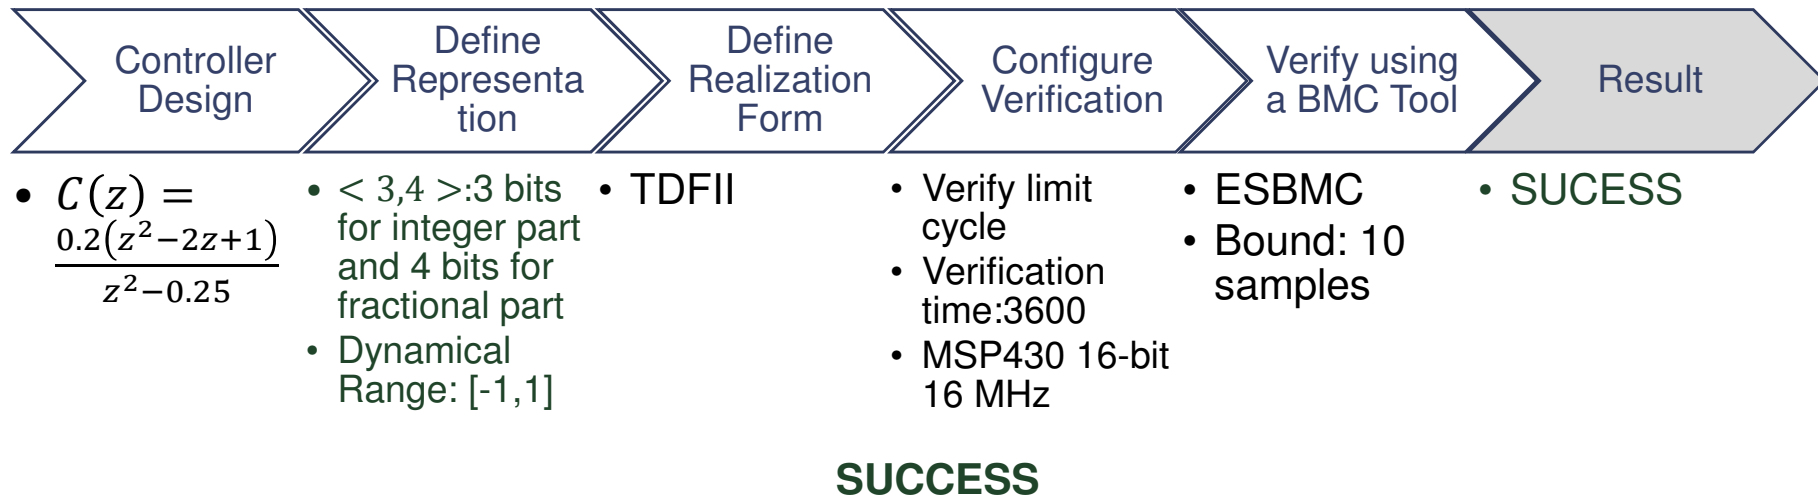 Controller
Design
Define
Representa
tion
Define
Realization
Form
Configure
Verification
Verify using
a BMC Tool
Result
• C(z) =
0.2(z²−2z+1)
z²−0.25
• < 3,4 >:3 bits
for integer part
and 4 bits for
fractional part
• Dynamical
Range: [-1,1]
• TDFII
• Verify limit
cycle
• Verification
time:3600
• MSP430 16-bit
16 MHz
• ESBMC
• Bound: 10
samples
• SUCESS
SUCCESS